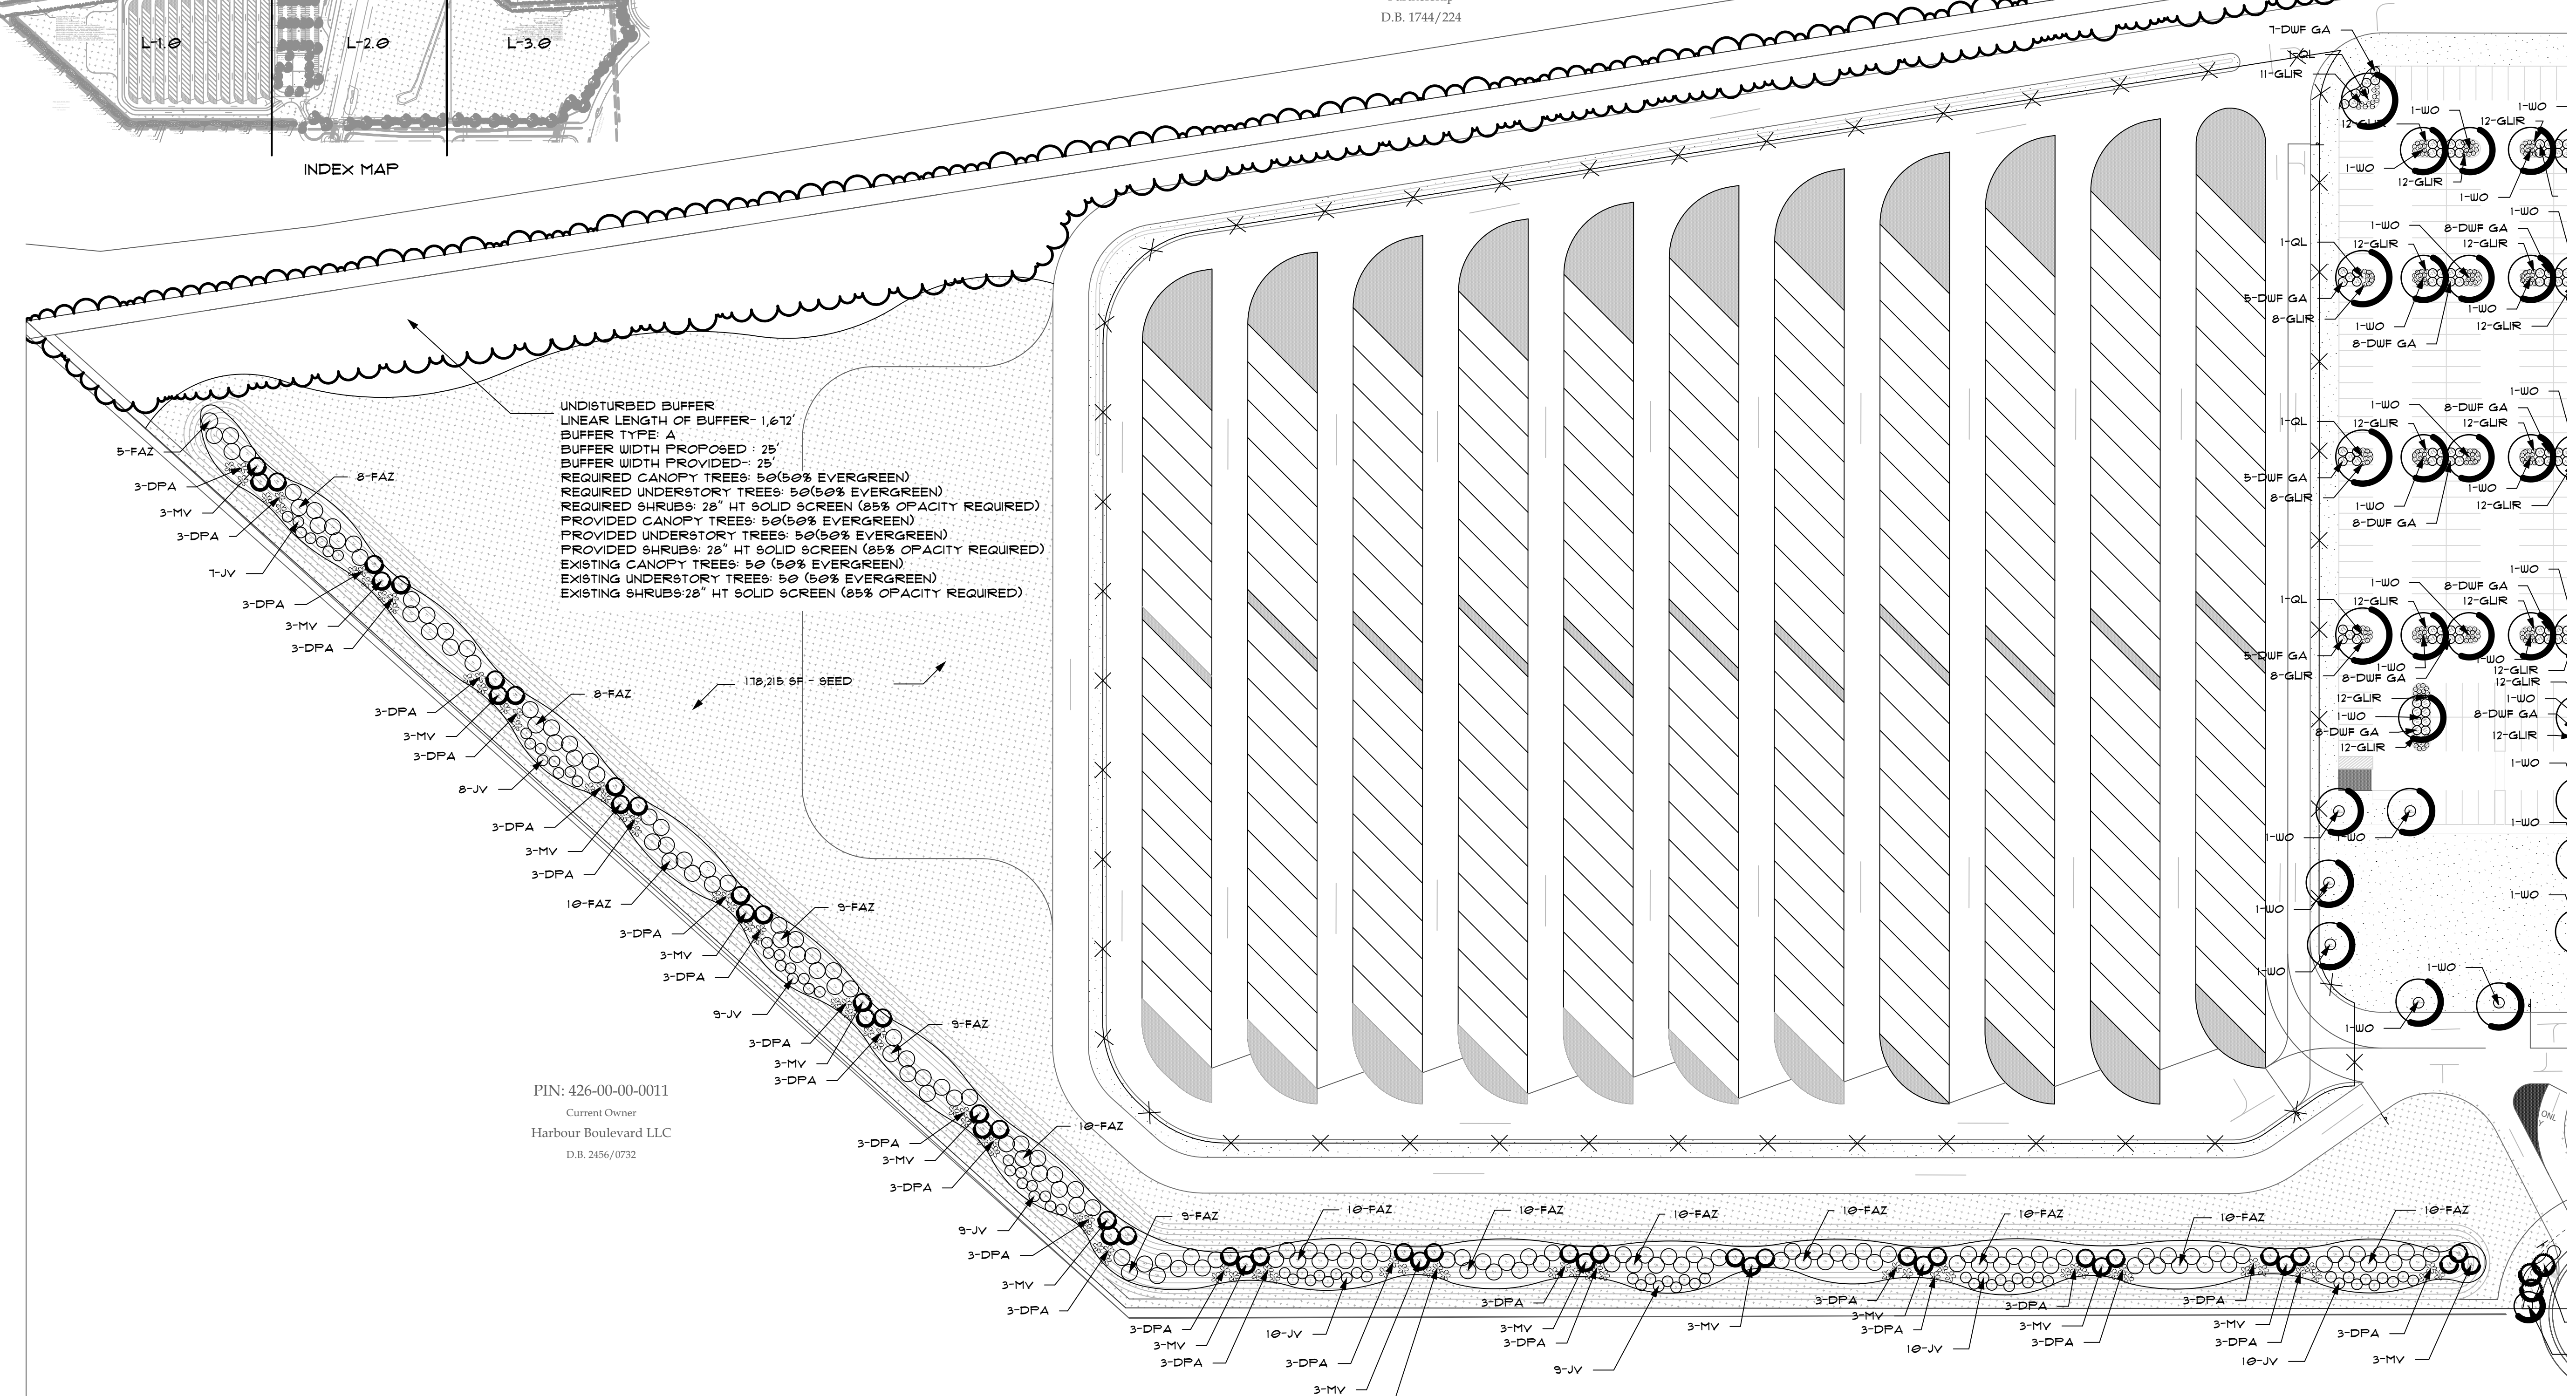 D.B. 1744/224
L-1.0
L-2.0
L-3.0
INDEX MAP
UNDISTURBED BUFFER
LINEAR LENGTH OF BUFFER- 1,672'
BUFFER TYPE: A
BUFFER WIDTH PROPOSED : 25'
BUFFER WIDTH PROVIDED-: 25'
REQUIRED CANOPY TREES: 50(50% EVERGREEN)
REQUIRED UNDERSTORY TREES: 50(50% EVERGREEN)
REQUIRED SHRUBS: 28" HT SOLID SCREEN (85% OPACITY REQUIRED)
PROVIDED CANOPY TREES: 50(50% EVERGREEN)
PROVIDED UNDERSTORY TREES: 50(50% EVERGREEN)
PROVIDED SHRUBS: 28" HT SOLID SCREEN (85% OPACITY REQUIRED)
EXISTING CANOPY TREES: 50 (50% EVERGREEN)
EXISTING UNDERSTORY TREES: 50 (50% EVERGREEN)
EXISTING SHRUBS:28" HT SOLID SCREEN (85% OPACITY REQUIRED)
178,215 SF - SEED
5-FAZ
3-DPA
8-FAZ
3-MV
3-DPA
7-JV
3-DPA
3-MV
3-DPA
8-FAZ
3-DPA
3-MV
3-DPA
8-JV
3-DPA
3-MV
3-DPA
10-FAZ
9-FAZ
3-DPA
3-MV
3-DPA
9-JV
9-FAZ
3-DPA
3-MV
3-DPA
10-FAZ
3-DPA
3-MV
3-DPA
9-JV
3-DPA
3-MV
3-DPA
PIN: 426-00-00-0011
Current Owner
Harbour Boulevard LLC
D.B. 2456/0732
9-FAZ
10-FAZ
10-FAZ
10-FAZ
10-FAZ
10-FAZ
10-FAZ
10-FAZ
3-DPA
3-MV
3-DPA
10-JV
3-DPA
3-MV
3-DPA
3-MV
3-DPA
9-JV
3-MV
3-DPA
3-MV
3-DPA
10-JV
3-DPA
3-MV
3-DPA
3-DPA
3-MV
3-DPA
10-JV
3-DPA
3-MV
7-DWF GA
1-QL
11-GLIR
1-WO
1-WO
12-GLIR
12-GLIR
1-WO
12-GLIR
1-WO
1-WO
1-WO
1-QL
12-GLIR
8-DWF GA
12-GLIR
5-DWF GA
8-GLIR
1-WO
1-WO
12-GLIR
8-DWF GA
1-WO
1-WO
1-QL
12-GLIR
8-DWF GA
12-GLIR
5-DWF GA
8-GLIR
1-WO
1-WO
12-GLIR
8-DWF GA
1-WO
1-WO
1-QL
12-GLIR
8-DWF GA
12-GLIR
5-DWF GA
8-GLIR
1-WO
1-WO
8-DWF GA
12-GLIR
12-GLIR
12-GLIR
1-WO
1-WO
8-DWF GA
8-DWF GA
12-GLIR
12-GLIR
1-WO
1-WO
1-WO
1-WO
1-WO
1-WO
1-WO
1-WO
1-WO
ONL
Y